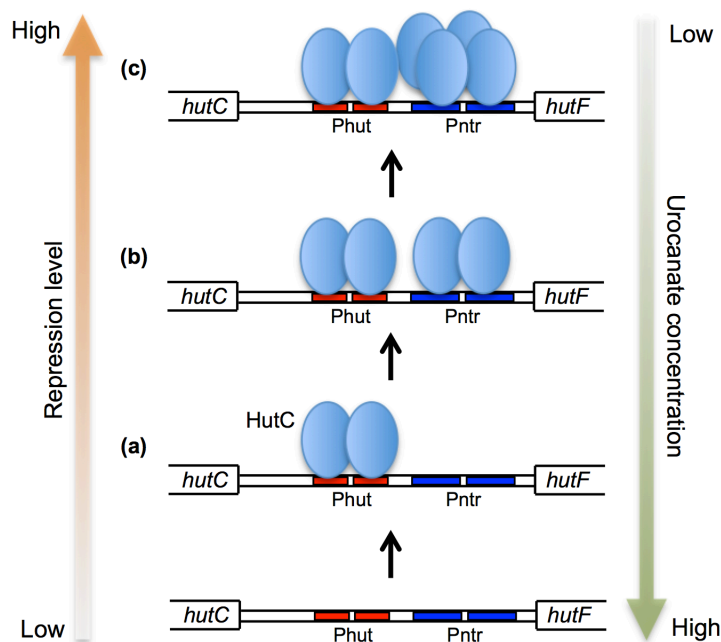 High
Low
(c)
hutC
hutF
Phut
Pntr
(b)
hutC
hutF
Phut
Pntr
Repression level
Urocanate concentration
HutC
(a)
hutC
hutF
Phut
Pntr
hutC
hutF
Low
High
Phut
Pntr